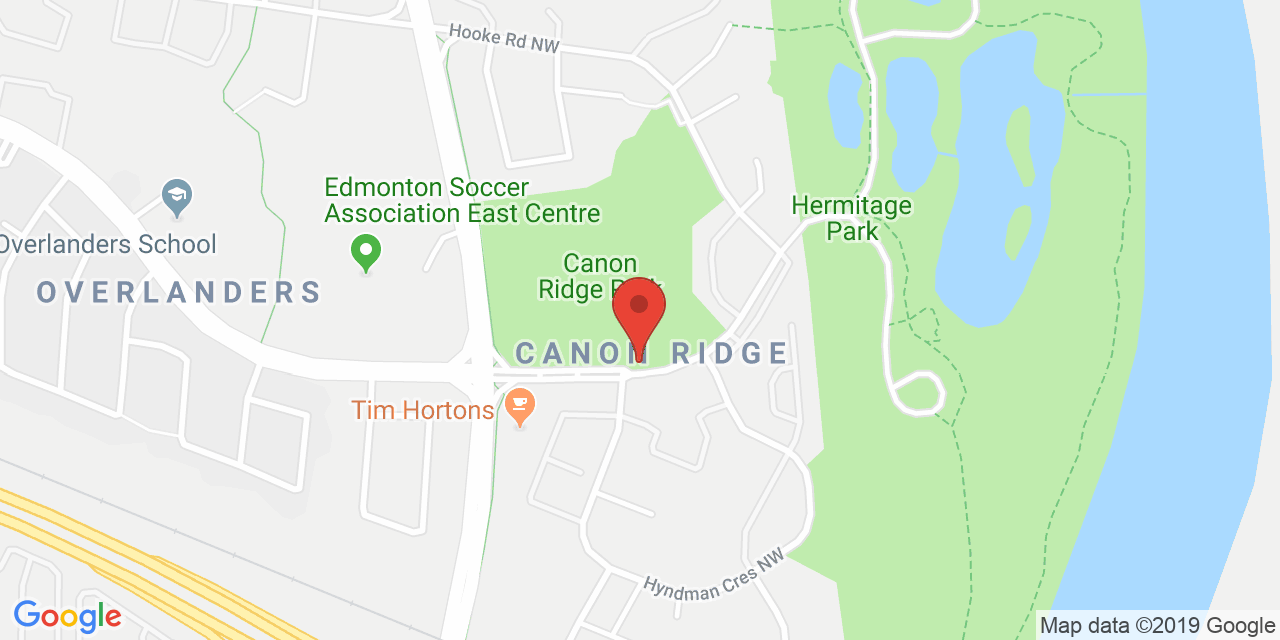 Hooke Rd NW
Edmonton Soccer
Association East Centre
Overlanders School
Hermitage
Park
Canon
Ridge
OVERLANDERS
CANON RIDGE
Tim Hortons
Hyndman Cres NW
Google
Map data ©2019 Google